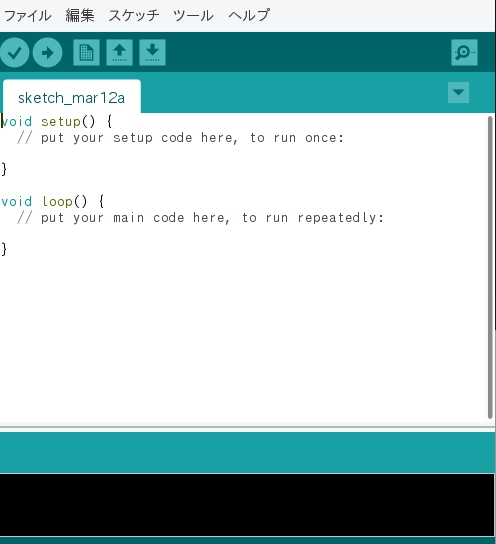 ファイル 編集 スケッチ ツール ヘルプ
sketch_mar12a
void setup() {
  // put your setup code here, to run once:
}
void loop() {
  // put your main code here, to run repeatedly:
}